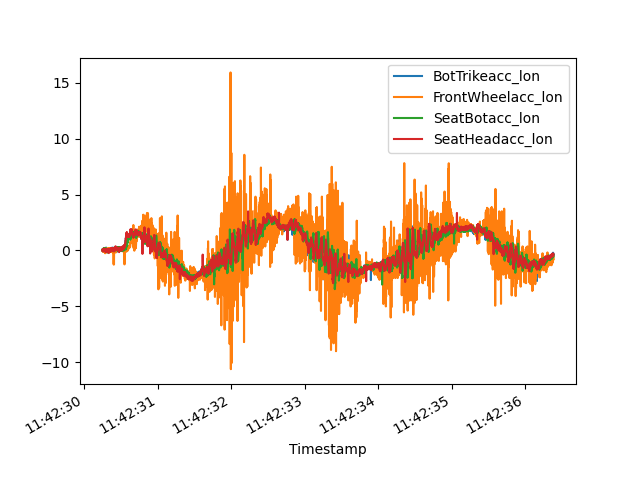 BotTrikeacc_lon
FrontWheelacc_lon
SeatBotacc_lon
SeatHeadacc_lon
15
10
5
0
−5
−10
11:42:30
11:42:31
11:42:32
11:42:33
11:42:34
11:42:35
11:42:36
Timestamp